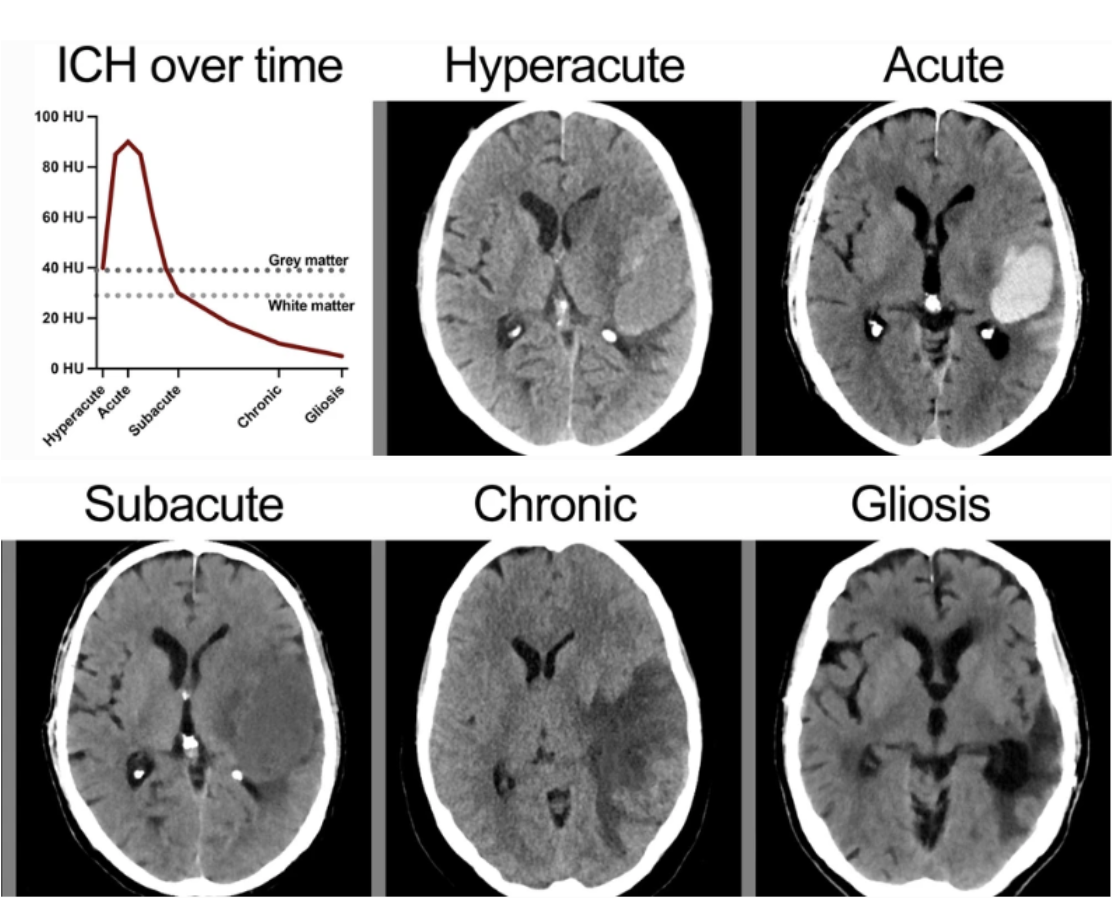 ICH over time
100 HU
80 HU
60 HU
40 HU
20 HU
0 HU
Grey matter
White matter
Hyperacute
Acute
Subacute
Chronic
Gliosis
Hyperacute
Acute
Subacute
Chronic
Gliosis